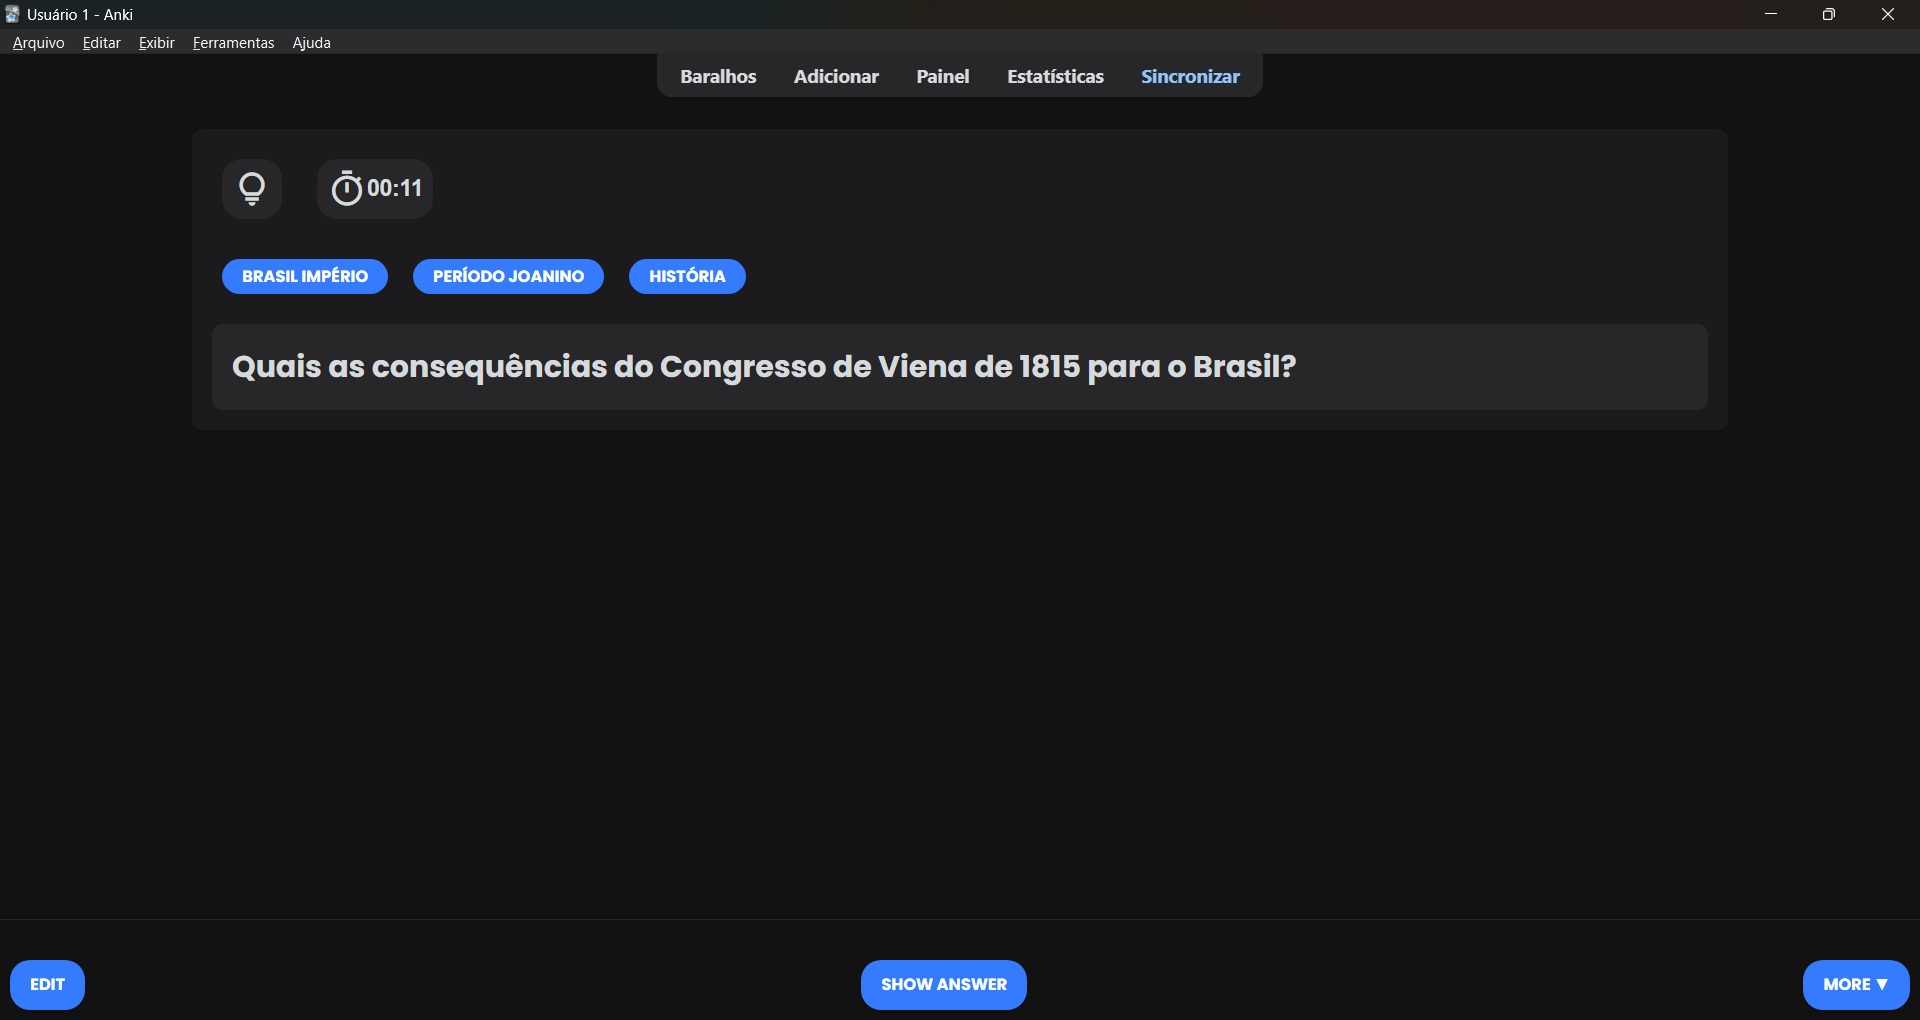 Usuário 1 - Anki
Arquivo Editar Exibir Ferramentas Ajuda
Baralhos Adicionar Painel Estatísticas Sincronizar
00:11
BRASIL IMPÉRIO PERÍODO JOANINO HISTÓRIA
Quais as consequências do Congresso de Viena de 1815 para o Brasil?
EDIT SHOW ANSWER MORE ▼